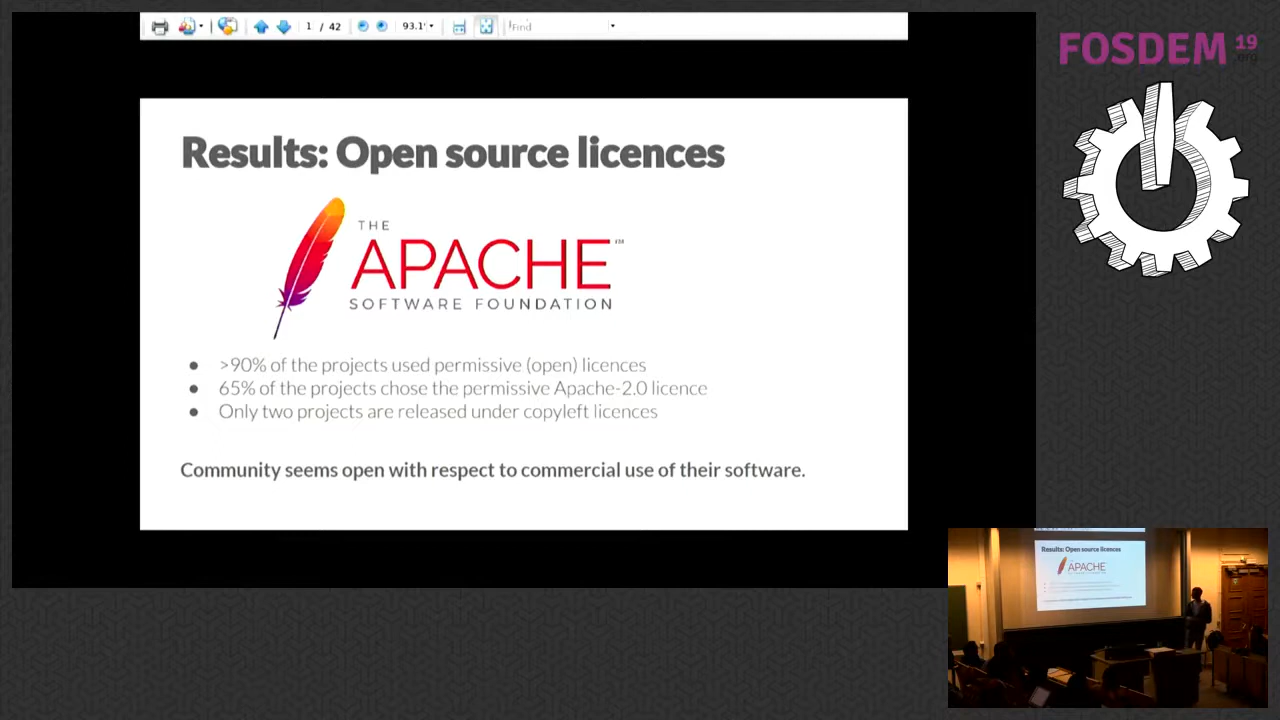 1 / 42
93.1
Find
FOSDEM 19
.org
Results: Open source licences
THE
APACHE™
SOFTWARE FOUNDATION
● >90% of the projects used permissive (open) licences
● 65% of the projects chose the permissive Apache-2.0 licence
● Only two projects are released under copyleft licences
Community seems open with respect to commercial use of their software.
Results: Open source licences
APACHE